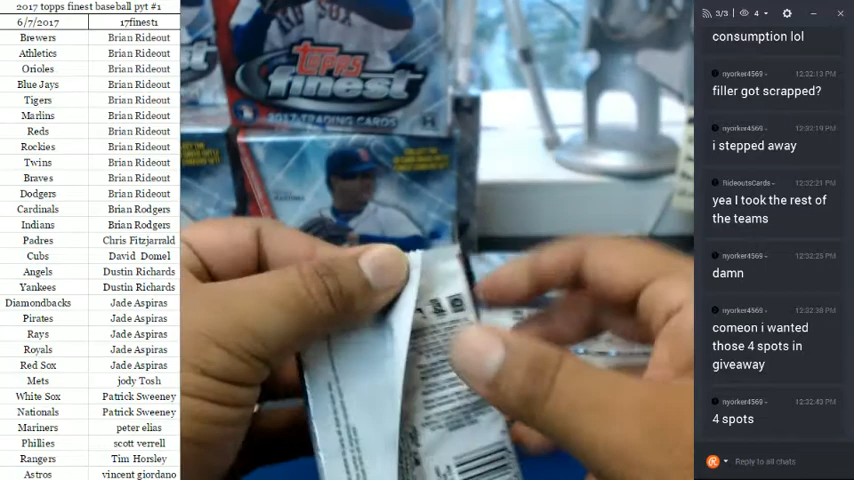 2017 topps finest baseball pyt #1
6/7/2017 17finest1
Brewers Brian Rideout
Athletics Brian Rideout
Orioles Brian Rideout
Blue Jays Brian Rideout
Tigers Brian Rideout
Marlins Brian Rideout
Reds Brian Rideout
Rockies Brian Rideout
Twins Brian Rideout
Braves Brian Rideout
Dodgers Brian Rideout
Cardinals Brian Rodgers
Indians Brian Rodgers
Padres Chris Fitzjarrald
Cubs David Domel
Angels Dustin Richards
Yankees Dustin Richards
Diamondbacks Jade Aspiras
Pirates Jade Aspiras
Rays Jade Aspiras
Royals Jade Aspiras
Red Sox Jade Aspiras
Mets jody Tosh
White Sox Patrick Sweeney
Nationals Patrick Sweeney
Mariners peter elias
Phillies scott verrell
Rangers Tim Horsley
Astros vincent giordano
RED SOX
TOPPS
finest
2017 TRADING CARDS
3/3 4
consumption lol
nyorker4569 12:32:13 PM
filler got scrapped?
nyorker4569 12:32:19 PM
i stepped away
RideoutsCards 12:32:21 PM
yea I took the rest of
the teams
nyorker4569 12:32:25 PM
damn
nyorker4569 12:32:38 PM
comeon i wanted
those 4 spots in
giveaway
nyorker4569 12:32:43 PM
4 spots
Reply to all chats